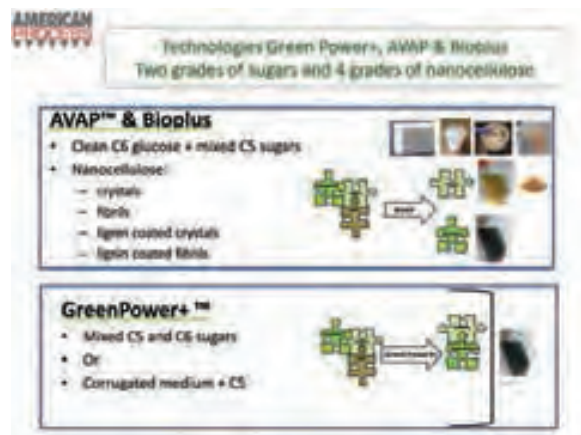 AMERICAN
PROCESS
Technologies Green Power+, AVAP & Bioplus
Two grades of sugars and 4 grades of nanocellulose
AVAP™ & Bioplus
• Clean C6 glucose + mixed C5 sugars
• Nanocellulose:
– crystals
– fibrils
– lignin coated crystals
– lignin coated fibrils
AVAP
GreenPower+ ™
• Mixed C5 and C6 sugars
• Or
• Corrugated medium + C5